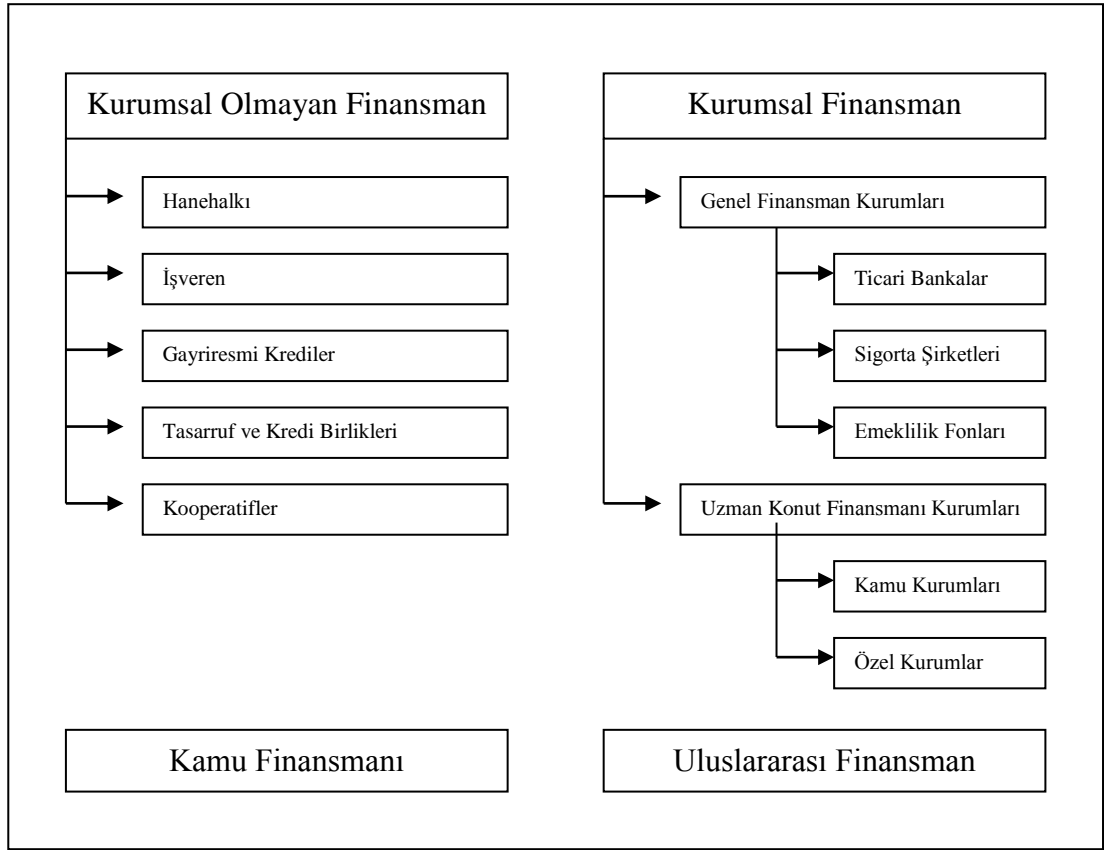 Kurumsal Olmayan Finansman
Hanehalkı
İşveren
Gayriresmi Krediler
Tasarruf ve Kredi Birlikleri
Kooperatifler
Kurumsal Finansman
Genel Finansman Kurumları
Ticari Bankalar
Sigorta Şirketleri
Emeklilik Fonları
Uzman Konut Finansmanı Kurumları
Kamu Kurumları
Özel Kurumlar
Kamu Finansmanı
Uluslararası Finansman